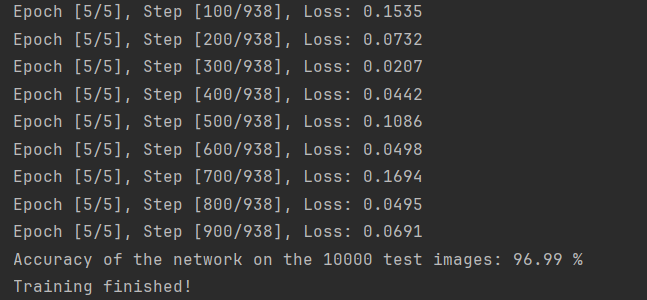 Epoch [5/5], Step [100/938], Loss: 0.1535
Epoch [5/5], Step [200/938], Loss: 0.0732
Epoch [5/5], Step [300/938], Loss: 0.0207
Epoch [5/5], Step [400/938], Loss: 0.0442
Epoch [5/5], Step [500/938], Loss: 0.1086
Epoch [5/5], Step [600/938], Loss: 0.0498
Epoch [5/5], Step [700/938], Loss: 0.1694
Epoch [5/5], Step [800/938], Loss: 0.0495
Epoch [5/5], Step [900/938], Loss: 0.0691
Accuracy of the network on the 10000 test images: 96.99 %
Training finished!